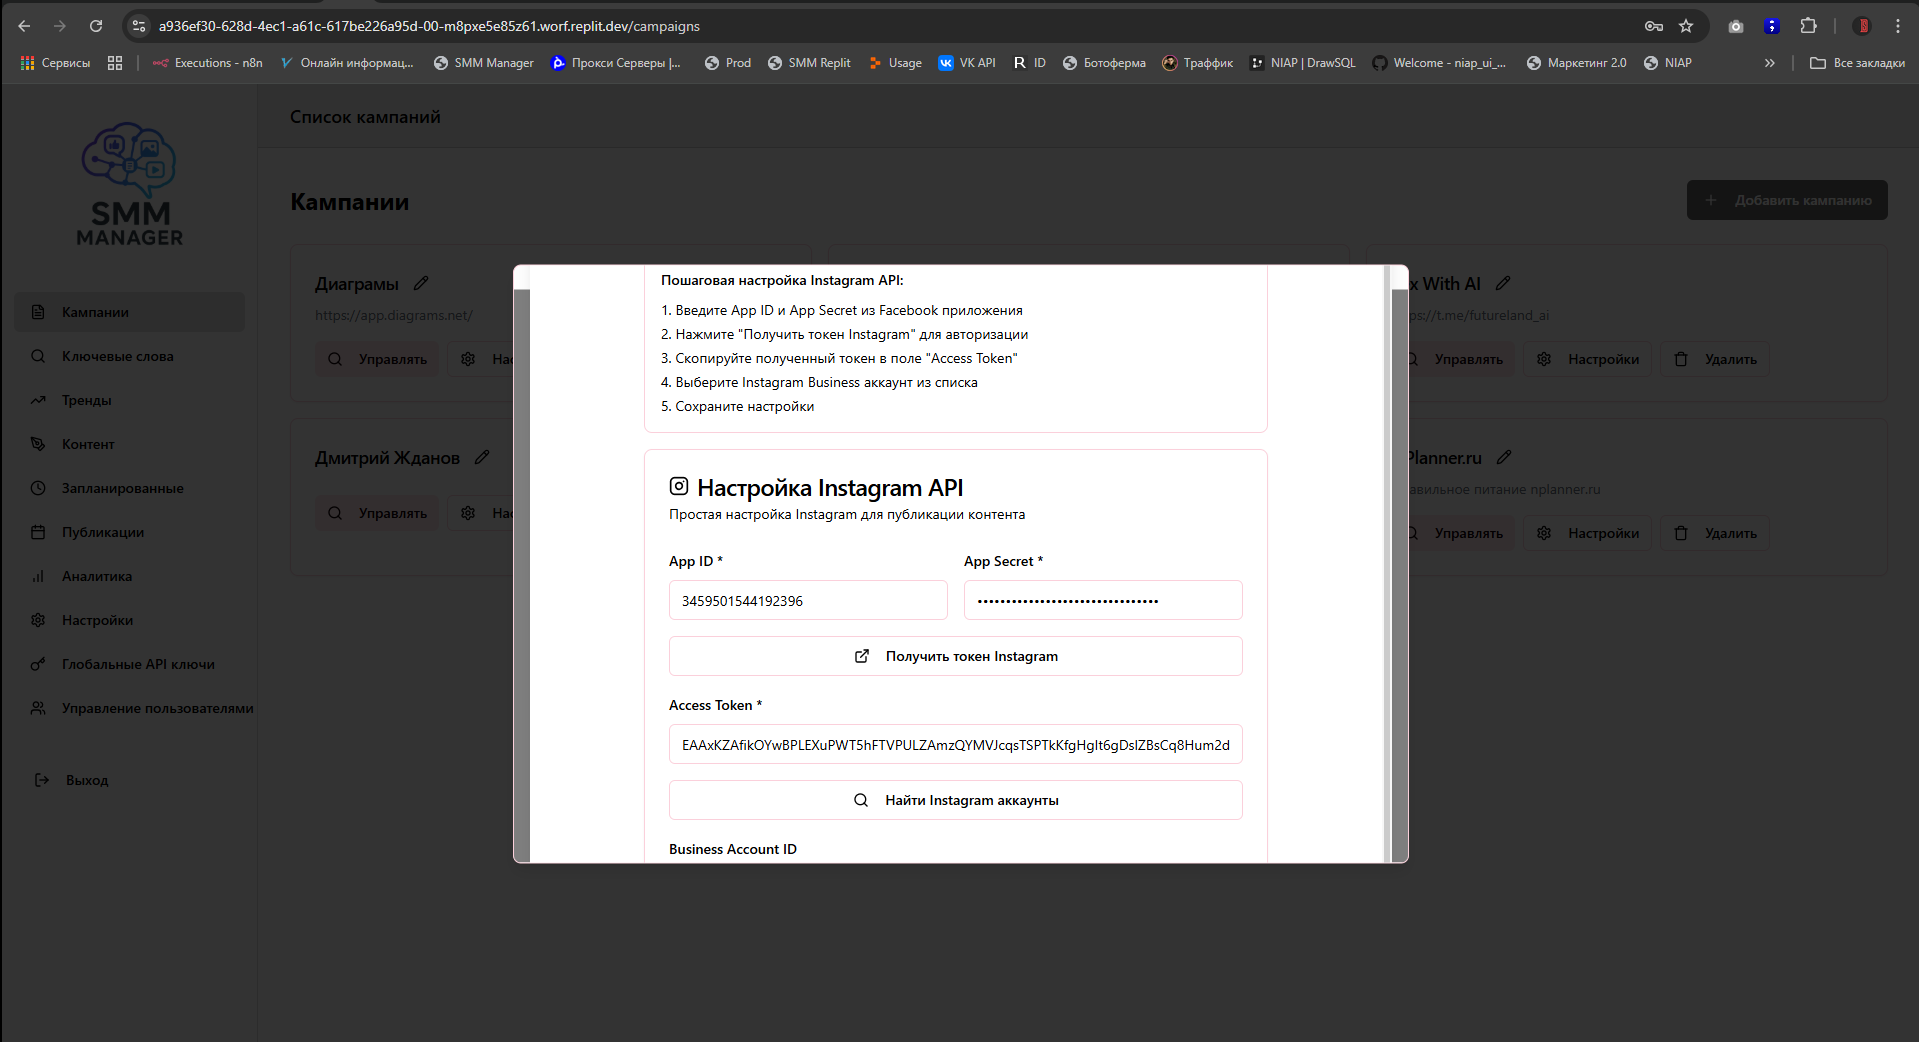 a936ef30-628d-4ec1-a61c-617be226a95d-00-m8pxe5e85z61.worf.replit.dev/campaigns
Сервисы
Executions - n8n
Онлайн информац...
SMM Manager
Прокси Серверы |...
Prod
SMM Replit
Usage
VK API
ID
Ботоферма
Траффик
NIAP | DrawSQL
Welcome - niap_ui_...
Маркетинг 2.0
NIAP
Все закладки
SMM
MANAGER
Кампании
Ключевые слова
Тренды
Контент
Запланированные
Публикации
Аналитика
Настройки
Глобальные API ключи
Управление пользователями
Выход
Список кампаний
Кампании
+ Добавить кампанию
Диаграмы
https://app.diagrams.net/
Управлять
Нас
Дмитрий Жданов
Управлять
Нас
x With AI
ps://t.me/futureland_ai
Управлять
Настройки
Удалить
Planner.ru
авильное питание nplanner.ru
Управлять
Настройки
Удалить
Пошаговая настройка Instagram API:
1. Введите App ID и App Secret из Facebook приложения
2. Нажмите "Получить токен Instagram" для авторизации
3. Скопируйте полученный токен в поле "Access Token"
4. Выберите Instagram Business аккаунт из списка
5. Сохраните настройки
Настройка Instagram API
Простая настройка Instagram для публикации контента
App ID *
3459501544192396
App Secret *
••••••••••••••••••••••••••••••••
Получить токен Instagram
Access Token *
EAAxKZAfikOYwBPLEXuPWT5hFTVPULZAmzQYMVJcqsTSPTkKfgHgIt6gDslZBsCq8Hum2d
Найти Instagram аккаунты
Business Account ID